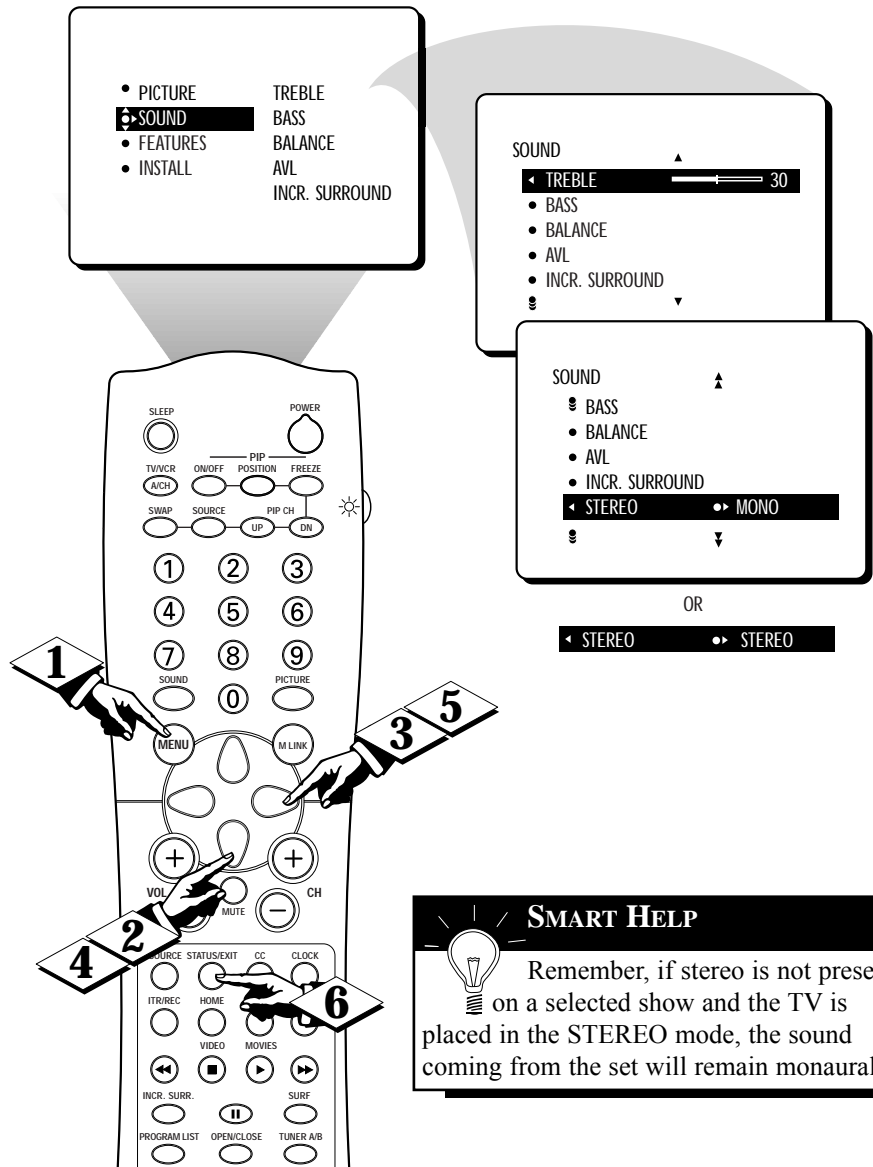 PICTURE
SOUND
FEATURES
INSTALL
TREBLE
BASS
BALANCE
AVL
INCR. SURROUND
SOUND
TREBLE 30
BASS
BALANCE
AVL
INCR. SURROUND
SOUND
BASS
BALANCE
AVL
INCR. SURROUND
STEREO MONO
OR
STEREO STEREO
SLEEP POWER
PIP
TV/VCR ON/OFF POSITION FREEZE
A/CH
SWAP SOURCE PIP CH
UP DN
1 2 3
4 5 6
7 8 9
SOUND 0 PICTURE
MENU M LINK
1
3 5
+ +
VOL CH
MUTE
−
4 2
STATUS/EXIT CC CLOCK
6
ITR/REC HOME
VIDEO MOVIES
INCR. SURR. SURF
PROGRAM LIST OPEN/CLOSE TUNER A/B
SMART HELP
Remember, if stereo is not
on a selected show and the TV is
placed in the STEREO mode, the sound
coming from the set will remain monaural